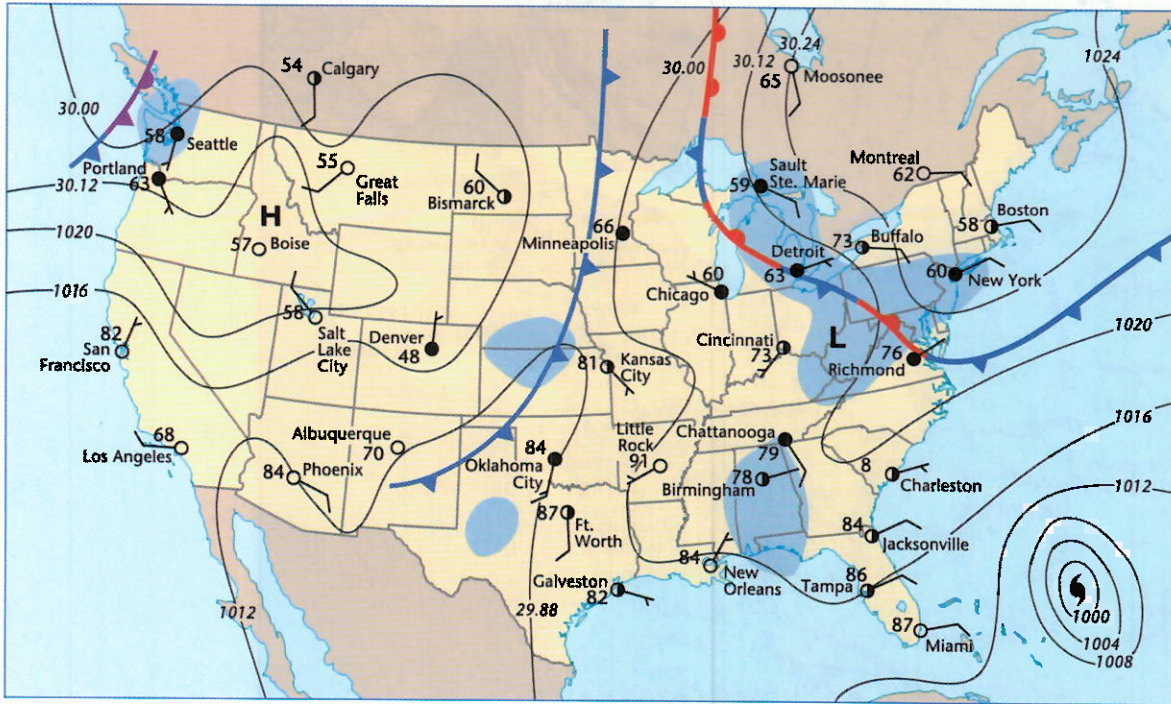 30.24
1024
54
Calgary
30.00
30.12
65
Moosonee
30.00
58
Seattle
Portland
63
55
Great
Falls
60
Bismarck
59
Sault
Ste. Marie
Montreal
62
30.12
H
57
Boise
66
Minneapolis
73
Buffalo
58
Boston
1020
Detroit
63
60
New York
1016
Chicago
60
58
Salt
Lake
City
Denver
48
82
San
Francisco
81
Kansas
City
Cincinnati
73
L
76
Richmond
1020
1016
Los Angeles
68
Albuquerque
70
84
Phoenix
84
Oklahoma
City
Little
Rock
91
Chattanooga
79
Birmingham
78
8
Charleston
1012
87
Ft.
Worth
84
Jacksonville
84
New
Orleans
Galveston
82
86
Tampa
1012
29.88
87
Miami
1000
1004
1008